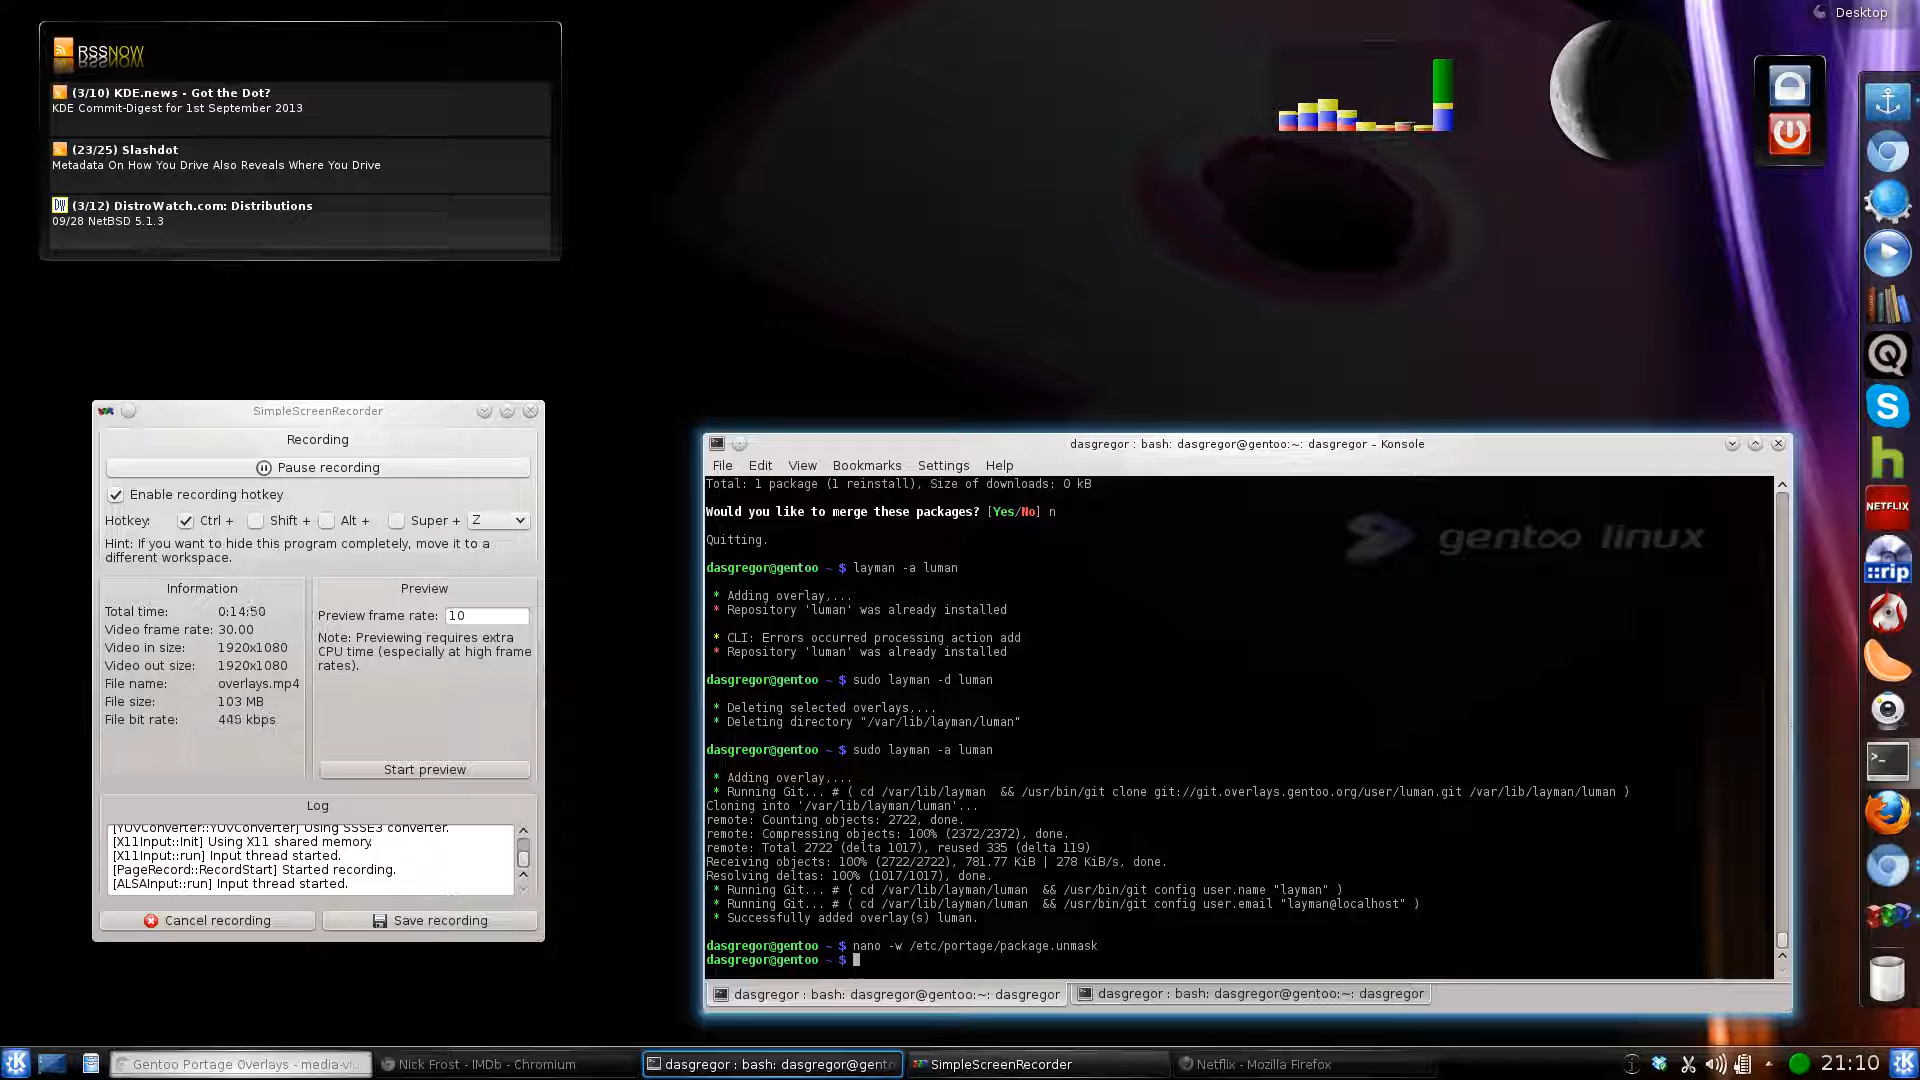 Desktop
RSSNOW
(3/10) KDE.news - Got the Dot?
KDE Commit-Digest for 1st September 2013
(23/25) Slashdot
Metadata On How You Drive Also Reveals Where You Drive
DW (3/12) DistroWatch.com: Distributions
09/28 NetBSD 5.1.3
SimpleScreenRecorder
Recording
Pause recording
Enable recording hotkey
Hotkey: Ctrl + Shift + Alt + Super + Z
Hint: If you want to hide this program completely, move it to a
different workspace.
Information
Total time: 0:14:50
Video frame rate: 30.00
Video in size: 1920x1080
Video out size: 1920x1080
File name: overlays.mp4
File size: 103 MB
File bit rate: kbps
Preview
Preview frame rate: 10
Note: Previewing requires extra
CPU time (especially at high frame
rates).
Start preview
Log
[YUVConverter::YUVConverter] Using SSSE3 converter.
[X11Input::Init] Using X11 shared memory.
[X11Input::run] Input thread started.
[PageRecord::RecordStart] Started recording.
[ALSAInput::run] Input thread started.
Cancel recording
Save recording
dasgregor : bash: dasgregor@gentoo:~: dasgregor – Konsole
File Edit View Bookmarks Settings Help
gentoo linux
Total: 1 package (1 reinstall), Size of downloads: 0 kB
Would you like to merge these packages? [Yes/No] n
Quitting.
dasgregor@gentoo ~ $ layman -a luman
* Adding overlay,...
* Repository 'luman' was already installed
* CLI: Errors occurred processing action add
* Repository 'luman' was already installed
dasgregor@gentoo ~ $ sudo layman -d luman
* Deleting selected overlays,...
* Deleting directory "/var/lib/layman/luman"
dasgregor@gentoo ~ $ sudo layman -a luman
* Adding overlay,...
* Running Git... # ( cd /var/lib/layman && /usr/bin/git clone git://git.overlays.gentoo.org/user/luman.git /var/lib/layman/luman )
Cloning into '/var/lib/layman/luman'...
remote: Counting objects: 2722, done.
remote: Compressing objects: 100% (2372/2372), done.
remote: Total 2722 (delta 1017), reused 335 (delta 119)
Receiving objects: 100% (2722/2722), 781.77 KiB | 278 KiB/s, done.
Resolving deltas: 100% (1017/1017), done.
* Running Git... # ( cd /var/lib/layman/luman && /usr/bin/git config user.name "layman" )
* Running Git... # ( cd /var/lib/layman/luman && /usr/bin/git config user.email "layman@localhost" )
* Successfully added overlay(s) luman.
dasgregor@gentoo ~ $ nano -w /etc/portage/package.unmask
dasgregor@gentoo ~ $
dasgregor : bash: dasgregor@gentoo:~: dasgregor
dasgregor : bash: dasgregor@gentoo:~: dasgregor
NETFLIX
::rip
Gentoo Portage Overlays - media-vi
Nick Frost - IMDb - Chromium
dasgregor : bash: dasgregor@gento
SimpleScreenRecorder
Netflix - Mozilla Firefox
21:10